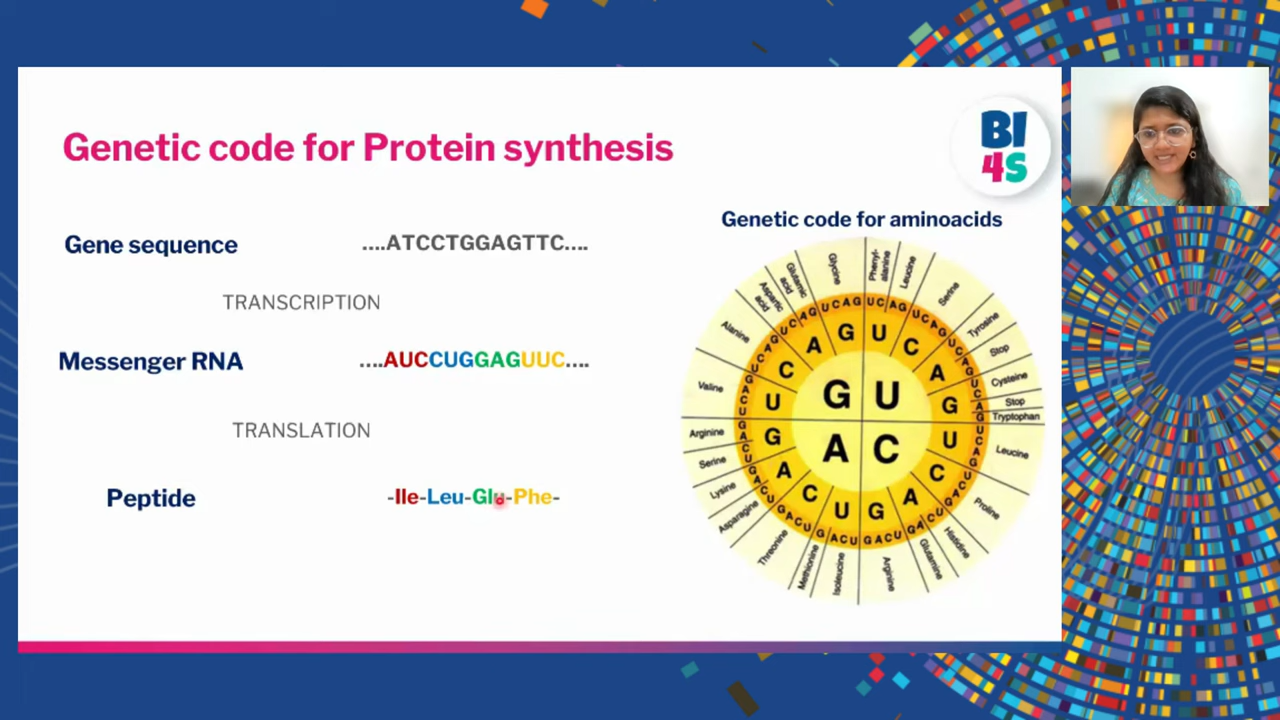 Genetic code for Protein synthesis
BI
4S
Gene sequence
....ATCCTGGAGTTC....
TRANSCRIPTION
Messenger RNA
....AUCCUGGAGUUC....
TRANSLATION
Peptide
-Ile-Leu-Glu-Phe-
Genetic code for aminoacids
Phenyl-
alanine
Leucine
Serine
Tyrosine
Stop
Cysteine
Stop
Tryptophan
Leucine
Proline
Histidine
Glutamine
Arginine
Isoleucine
Methionine
Threonine
Asparagine
Lysine
Serine
Arginine
Valine
Alanine
Aspartic
acid
Glutamic
acid
Glycine
G U
A C
U C A G
U C A G
U C A G
U C A G